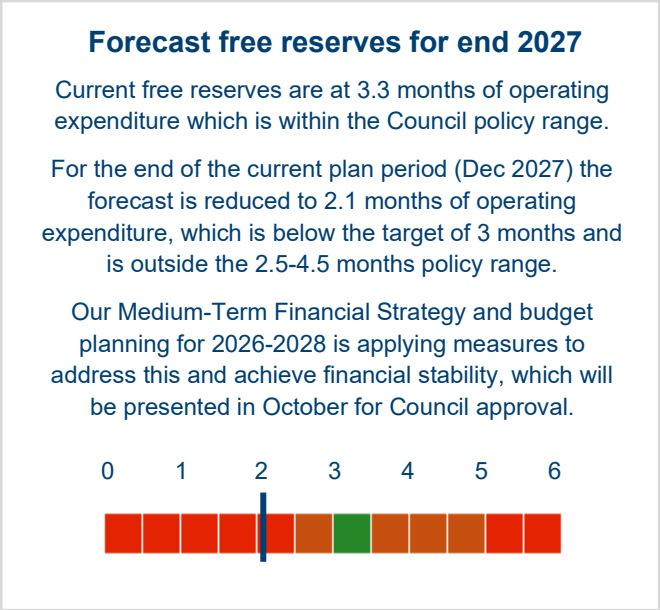 Forecast free reserves for end 2027
Current free reserves are at 3.3 months of operating
expenditure which is within the Council policy range.
For the end of the current plan period (Dec 2027) the
forecast is reduced to 2.1 months of operating
expenditure, which is below the target of 3 months and
is outside the 2.5-4.5 months policy range.
Our Medium-Term Financial Strategy and budget
planning for 2026-2028 is applying measures to
address this and achieve financial stability, which will
be presented in October for Council approval.
0 1 2 3 4 5 6